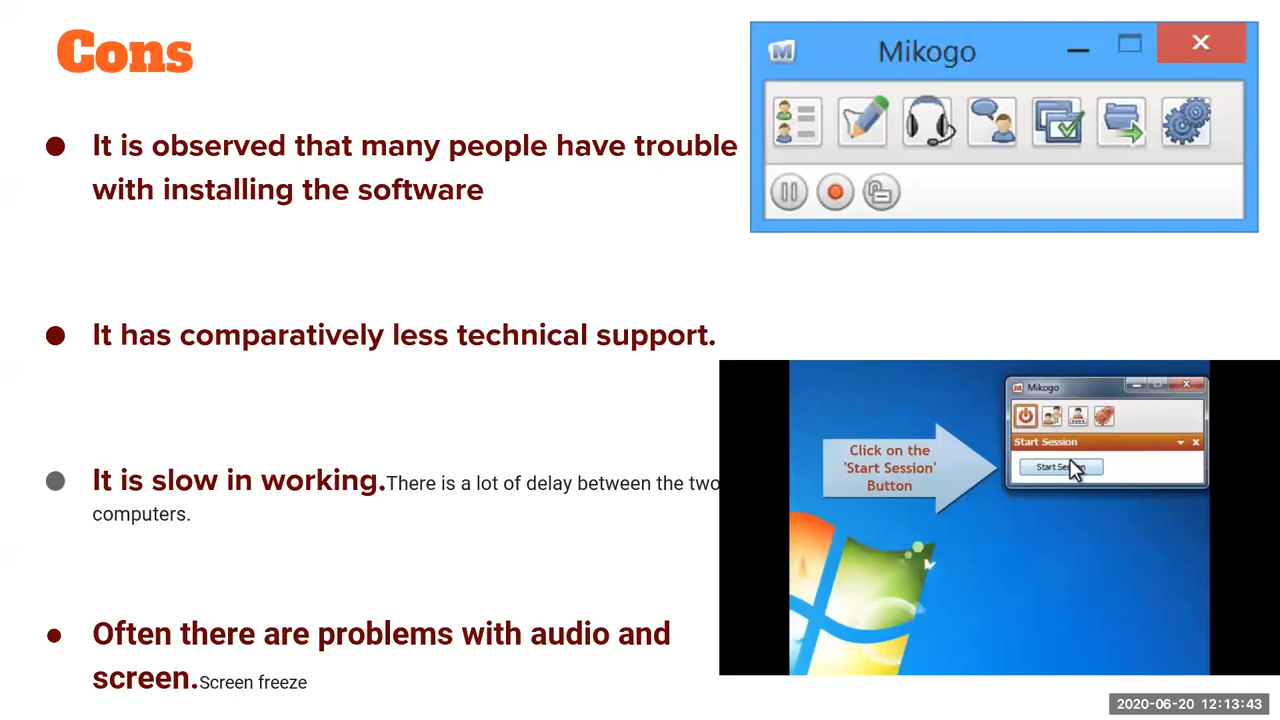 Cons
Mikogo
It is observed that many people have trouble
with installing the software
It has comparatively less technical support.
Mikogo
Start Session
Click on the
'Start Session'
Button
It is slow in working.There is a lot of delay between the two
computers.
Often there are problems with audio and
screen.Screen freeze
2020-06-20 12:13:43